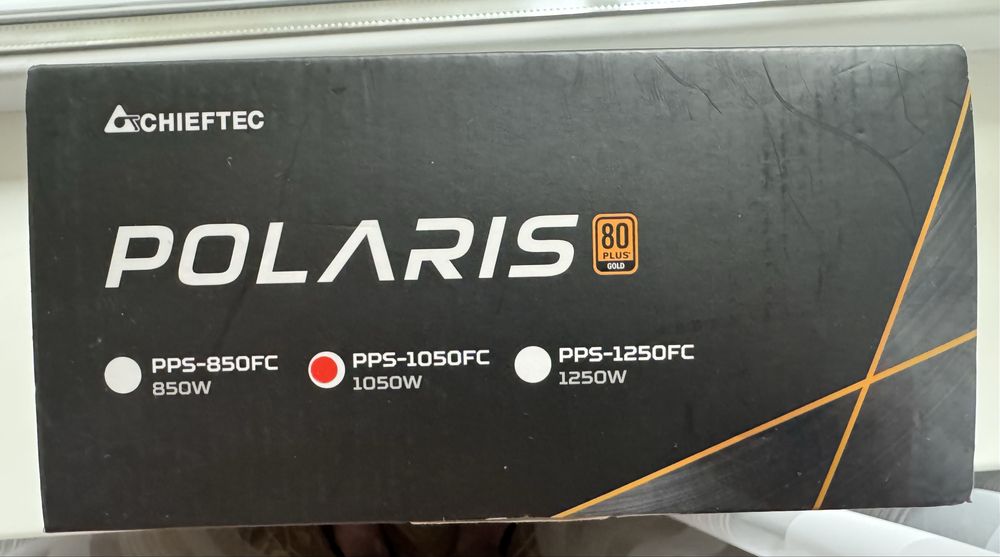 CHIEFTEC
POLARIS
80
PLUS
GOLD
PPS-850FC
850W
PPS-1050FC
1050W
PPS-1250FC
1250W